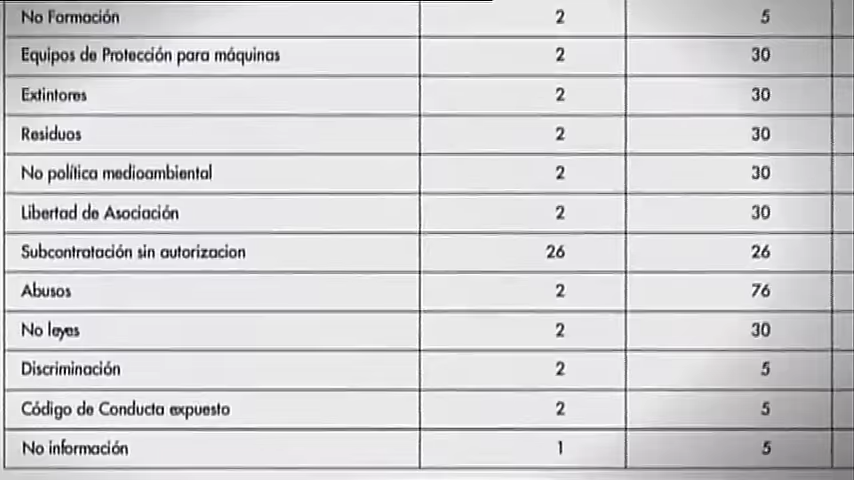 No Formación 2 5
Equipos de Protección para máquinas 2 30
Extintores 2 30
Residuos 2 30
No política medioambiental 2 30
Libertad de Asociación 2 30
Subcontratación sin autorizacion 26 26
Abusos 2 76
No leyes 2 30
Discriminación 2 5
Código de Conducta expuesto 2 5
No información 1 5